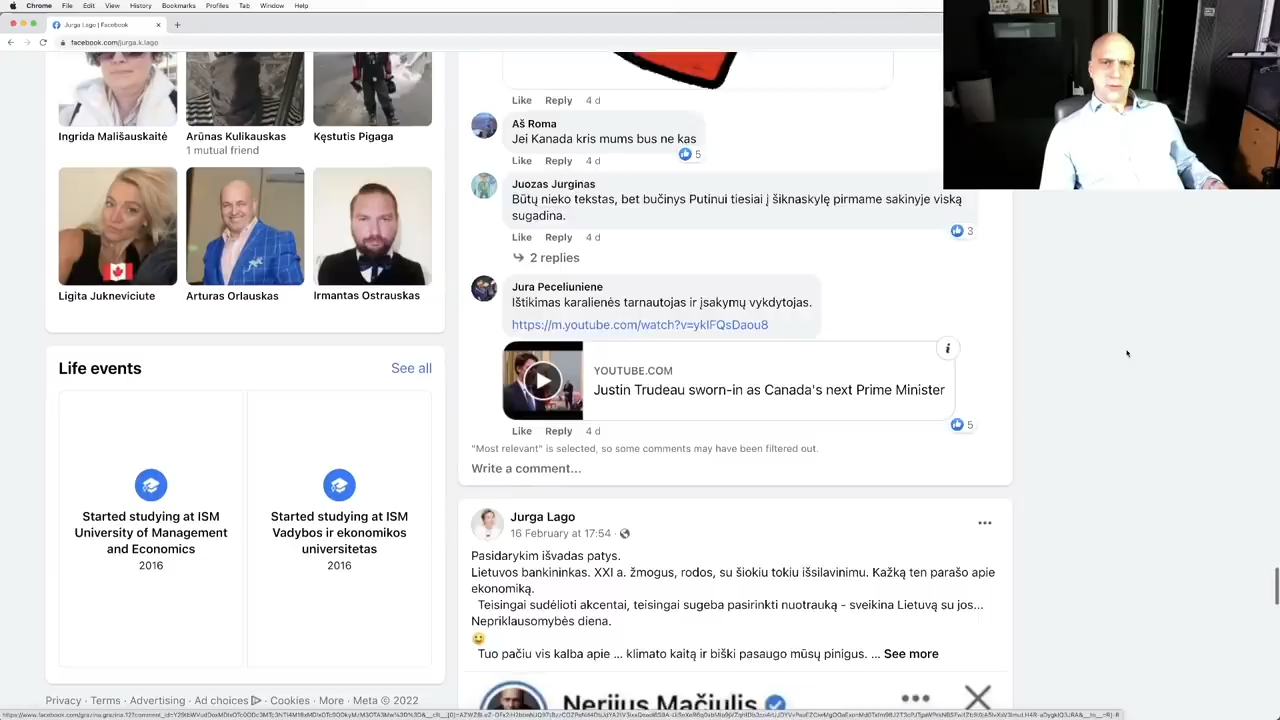 Chrome File Edit View History Bookmarks Profiles Tab Window Help
Jurga Lago | Facebook
facebook.com/jurga.k.lago
Ingrida Mališauskaitė
Arūnas Kulikauskas
1 mutual friend
Kęstutis Pigaga
Ligita Jukneviciute
Arturas Orlauskas
Irmantas Ostrauskas
Life events
See all
Started studying at ISM
University of Management
and Economics
2016
Started studying at ISM
Vadybos ir ekonomikos
universitetas
2016
Privacy · Terms · Advertising · Ad choices · Cookies · More · Meta © 2022
Like Reply 4 d
Aš Roma
Jei Kanada kris mums bus ne kas
5
Like Reply 4 d
Juozas Jurginas
Būtų nieko tekstas, bet bučinys Putinui tiesiai į šiknaskylę pirmame sakinyje viską
sugadina.
3
Like Reply 4 d
2 replies
Jura Peceliuniene
Ištikimas karalienės tarnautojas ir įsakymų vykdytojas.
https://m.youtube.com/watch?v=ykIFQsDaou8
YOUTUBE.COM
Justin Trudeau sworn-in as Canada's next Prime Minister
5
Like Reply 4 d
"Most relevant" is selected, so some comments may have been filtered out.
Write a comment...
Jurga Lago
16 February at 17:54 ·
Pasidarykim išvadas patys.
Lietuvos bankininkas. XXI a. žmogus, rodos, su šiokiu tokiu išsilavinimu. Kažką ten parašo apie
ekonomiką.
Teisingai sudėlioti akcentai, teisingai sugeba pasirinkti nuotrauką - sveikina Lietuvą su jos...
Nepriklausomybės diena.
Tuo pačiu vis kalba apie ... klimato kaitą ir biški pasaugo mūsų pinigus. ... See more
Nerijus Mačiulis